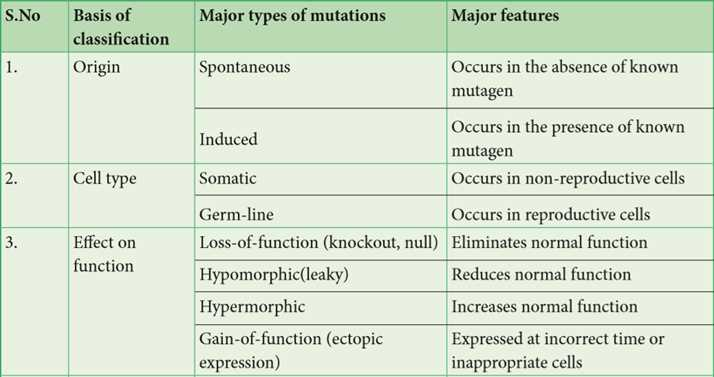 S.No Basis of classification Major types of mutations Major features
1. Origin Spontaneous Occurs in the absence of known mutagen
Induced Occurs in the presence of known mutagen
2. Cell type Somatic Occurs in non-reproductive cells
Germ-line Occurs in reproductive cells
3. Effect on function Loss-of-function (knockout, null) Eliminates normal function
Hypomorphic(leaky) Reduces normal function
Hypermorphic Increases normal function
Gain-of-function (ectopic expression) Expressed at incorrect time or inappropriate cells